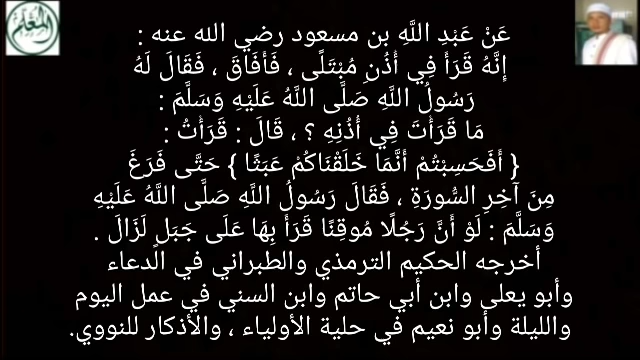 عَنْ عَبْدِ اللَّهِ بن مسعود رضي الله عنه :
إِنَّهُ قَرَأَ فِي أُذُنِ مُبْتَلًى ، فَأَفَاقَ ، فَقَالَ لَهُ
رَسُولُ اللَّهِ صَلَّى اللَّهُ عَلَيْهِ وَسَلَّمَ :
مَا قَرَأْتَ فِي أُذُنِهِ ؟ ، قَالَ : قَرَأْتُ :
{ أَفَحَسِبْتُمْ أَنَّمَا خَلَقْنَاكُمْ عَبَثًا } حَتَّى فَرَغَ
مِنَ آخِرِ السُّورَةِ ، فَقَالَ رَسُولُ اللَّهِ صَلَّى اللَّهُ عَلَيْهِ
وَسَلَّمَ : لَوْ أَنَّ رَجُلًا مُوقِنًا قَرَأَ بِهَا عَلَى جَبَلٍ لَزَالَ .
أخرجه الحكيم الترمذي والطبراني في الدعاء
وأبو يعلى وابن أبي حاتم وابن السني في عمل اليوم
والليلة وأبو نعيم في حلية الأولياء ، والأذكار للنووي.